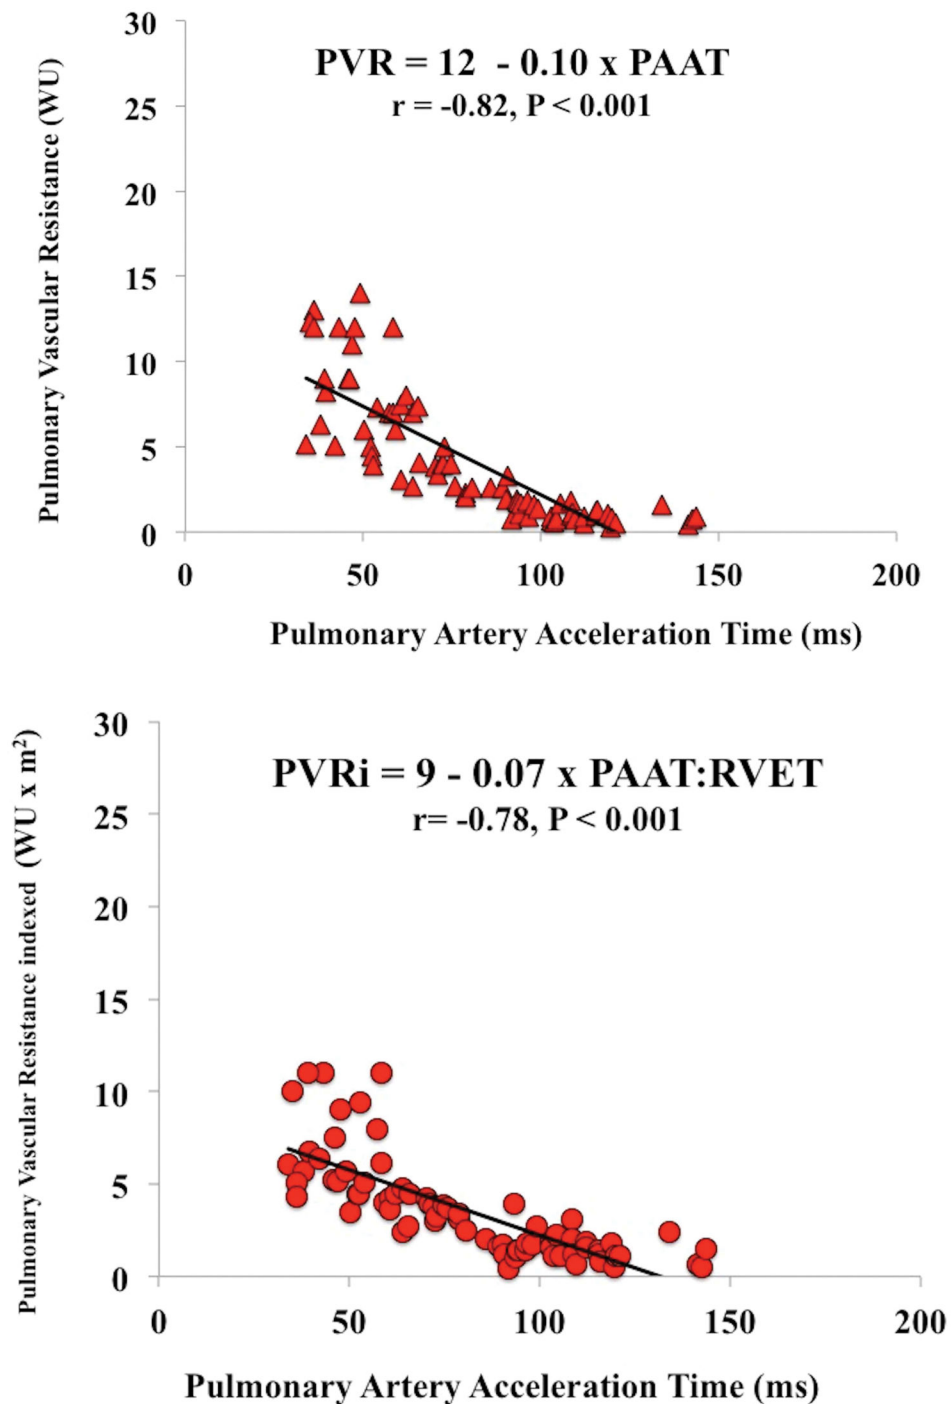 PVR = 12 - 0.10 x PAAT
r = -0.82, P < 0.001
Pulmonary Vascular Resistance (WU)
30
25
20
15
10
5
0
0 50 100 150 200
Pulmonary Artery Acceleration Time (ms)
PVRi = 9 - 0.07 x PAAT:RVET
r= -0.78, P < 0.001
Pulmonary Vascular Resistance indexed (WU x m²)
30
25
20
15
10
5
0
0 50 100 150 200
Pulmonary Artery Acceleration Time (ms)